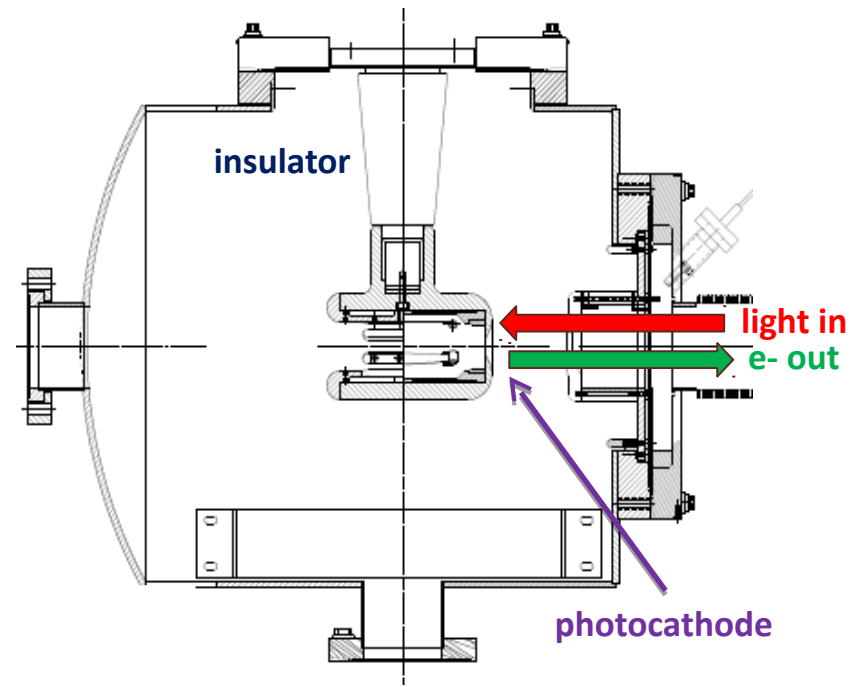 insulator
light in
e- out
photocathode